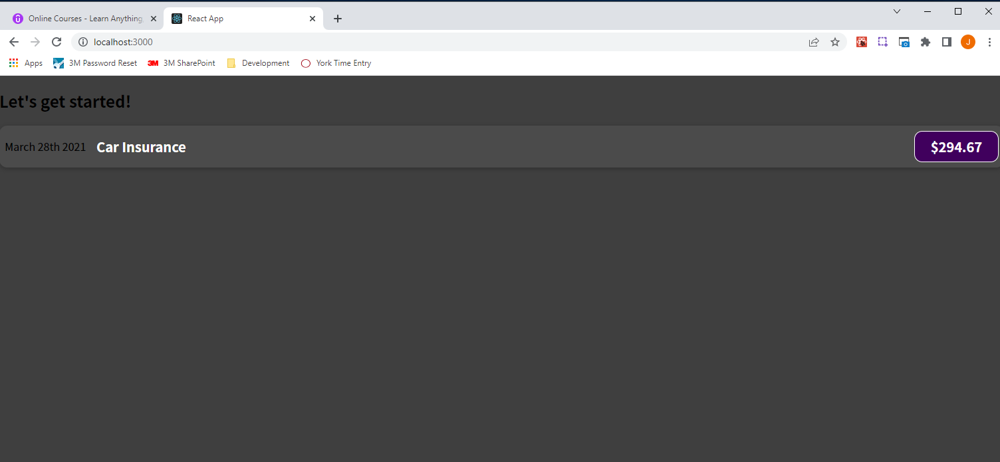 Online Courses - Learn Anything,
React App
localhost:3000
J
Apps
3M Password Reset
3M 3M SharePoint
Development
York Time Entry
Let's get started!
March 28th 2021 Car Insurance $294.67